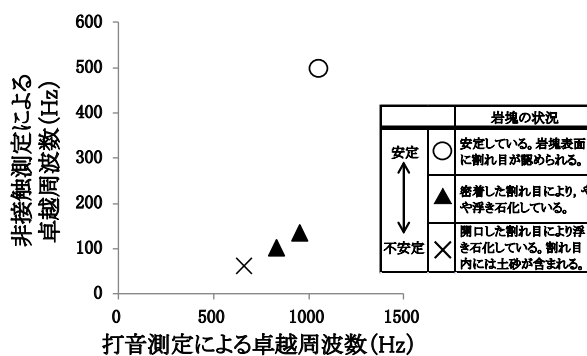 600
500
400
300
200
100
0
0
500
1000
1500
非接触測定による
卓越周波数(Hz)
打音測定による卓越周波数(Hz)
岩塊の状況
安定
不安定
安定している。岩塊表面
に割れ目が認められる。
密着した割れ目により，や
や浮き石化している。
開口した割れ目により浮
き石化している。割れ目
内には土砂が含まれる。